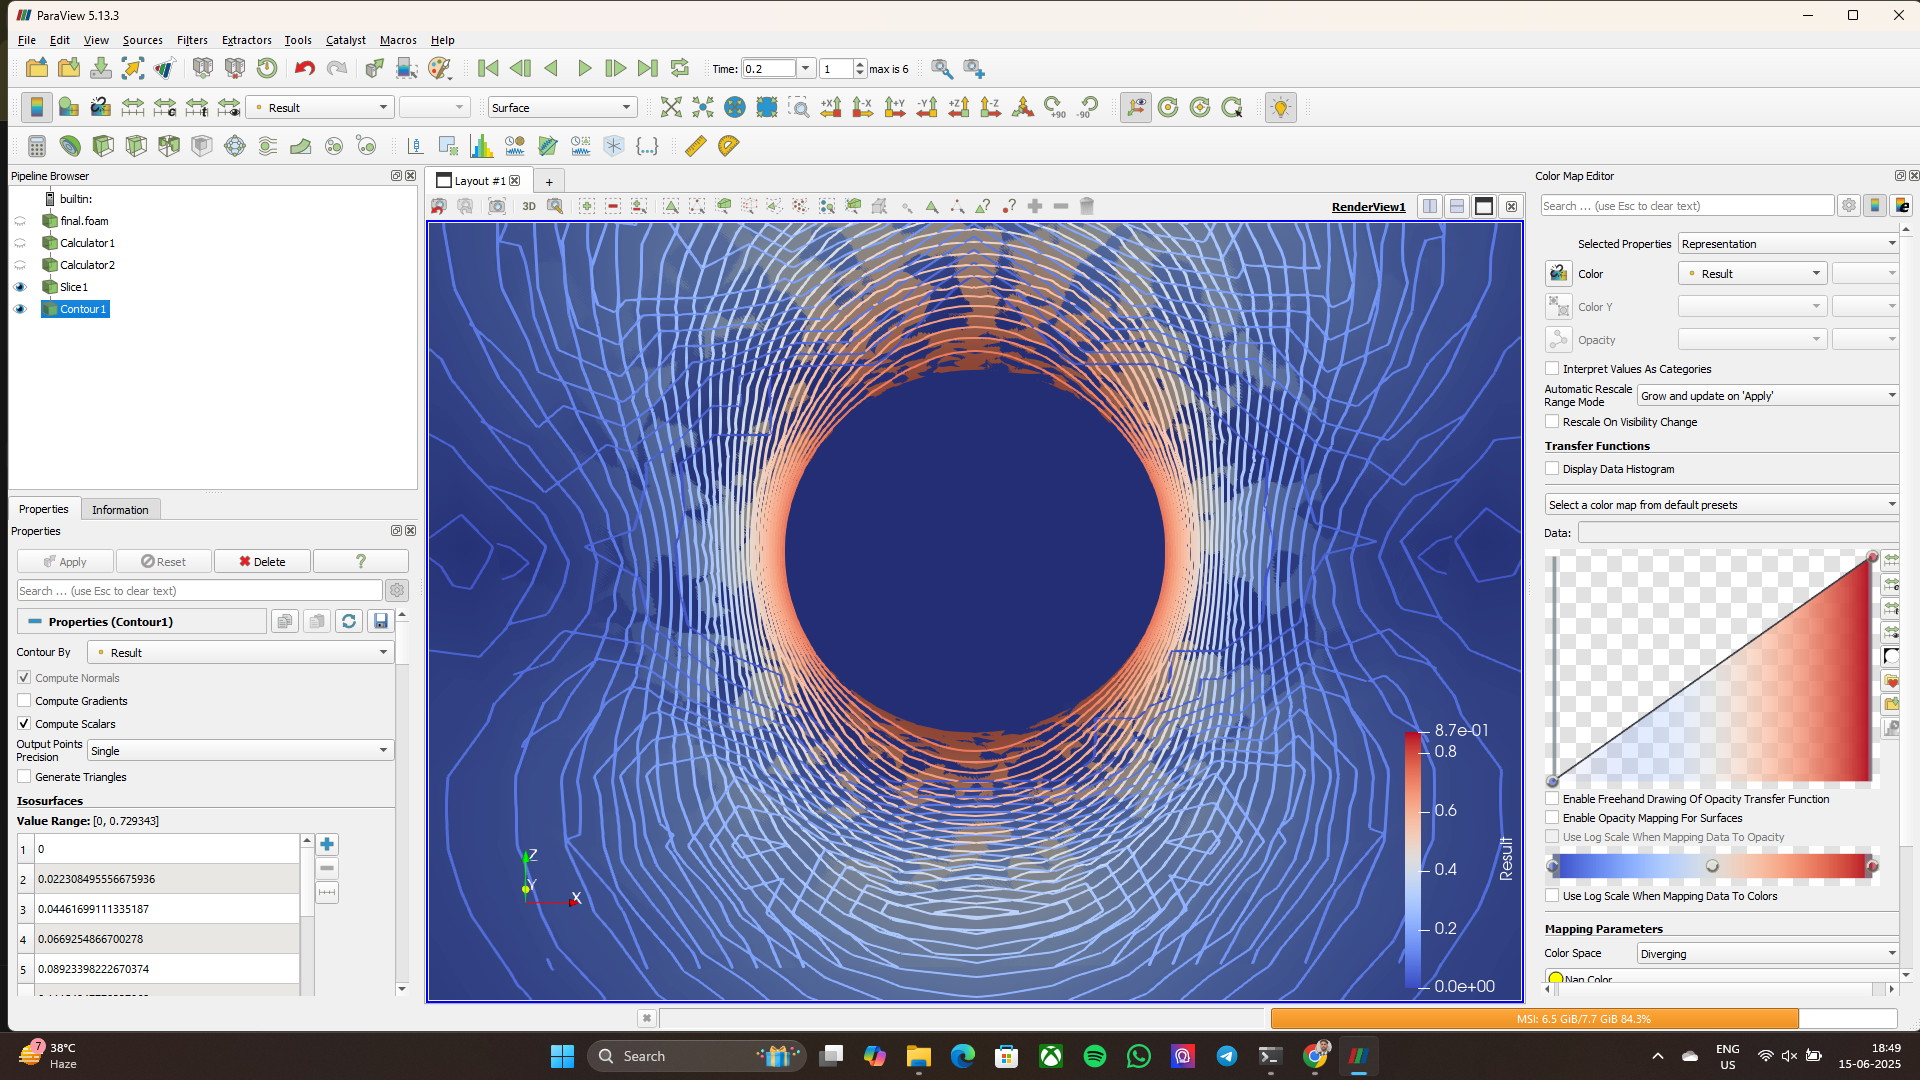 ParaView 5.13.3
File Edit View Sources Filters Extractors Tools Catalyst Macros Help
Time: 0.2 1 max is 6
Result Surface +X -X +Y -Y +Z -Z +90 -90
Pipeline Browser
builtin:
final.foam
Calculator1
Calculator2
Slice1
Contour1
Properties Information
Properties
Apply Reset Delete ?
Search ... (use Esc to clear text)
Properties (Contour1)
Contour By Result
Compute Normals
Compute Gradients
Compute Scalars
Output Points
Precision
Single
Generate Triangles
Isosurfaces
Value Range: [0, 0.729343]
1 0
2 0.022308495556675936
3 0.04461699111335187
4 0.0669254866700278
5 0.08923398222670374
Layout #1 +
3D
RenderView1
8.7e-01
0.8
0.6
0.4
0.2
0.0e+00
Result
Z
Y
X
Color Map Editor
Search ... (use Esc to clear text)
Selected Properties Representation
Color Result
Color Y
Opacity
Interpret Values As Categories
Automatic Rescale
Range Mode
Grow and update on 'Apply'
Rescale On Visibility Change
Transfer Functions
Display Data Histogram
Select a color map from default presets
Data:
Enable Freehand Drawing Of Opacity Transfer Function
Enable Opacity Mapping For Surfaces
Use Log Scale When Mapping Data To Opacity
Use Log Scale When Mapping Data To Colors
Mapping Parameters
Color Space Diverging
Nan Color
MSI: 6.5 GiB/7.7 GiB 84.3%
7
38°C
Haze
Search
ENG
US
18:49
15-06-2025